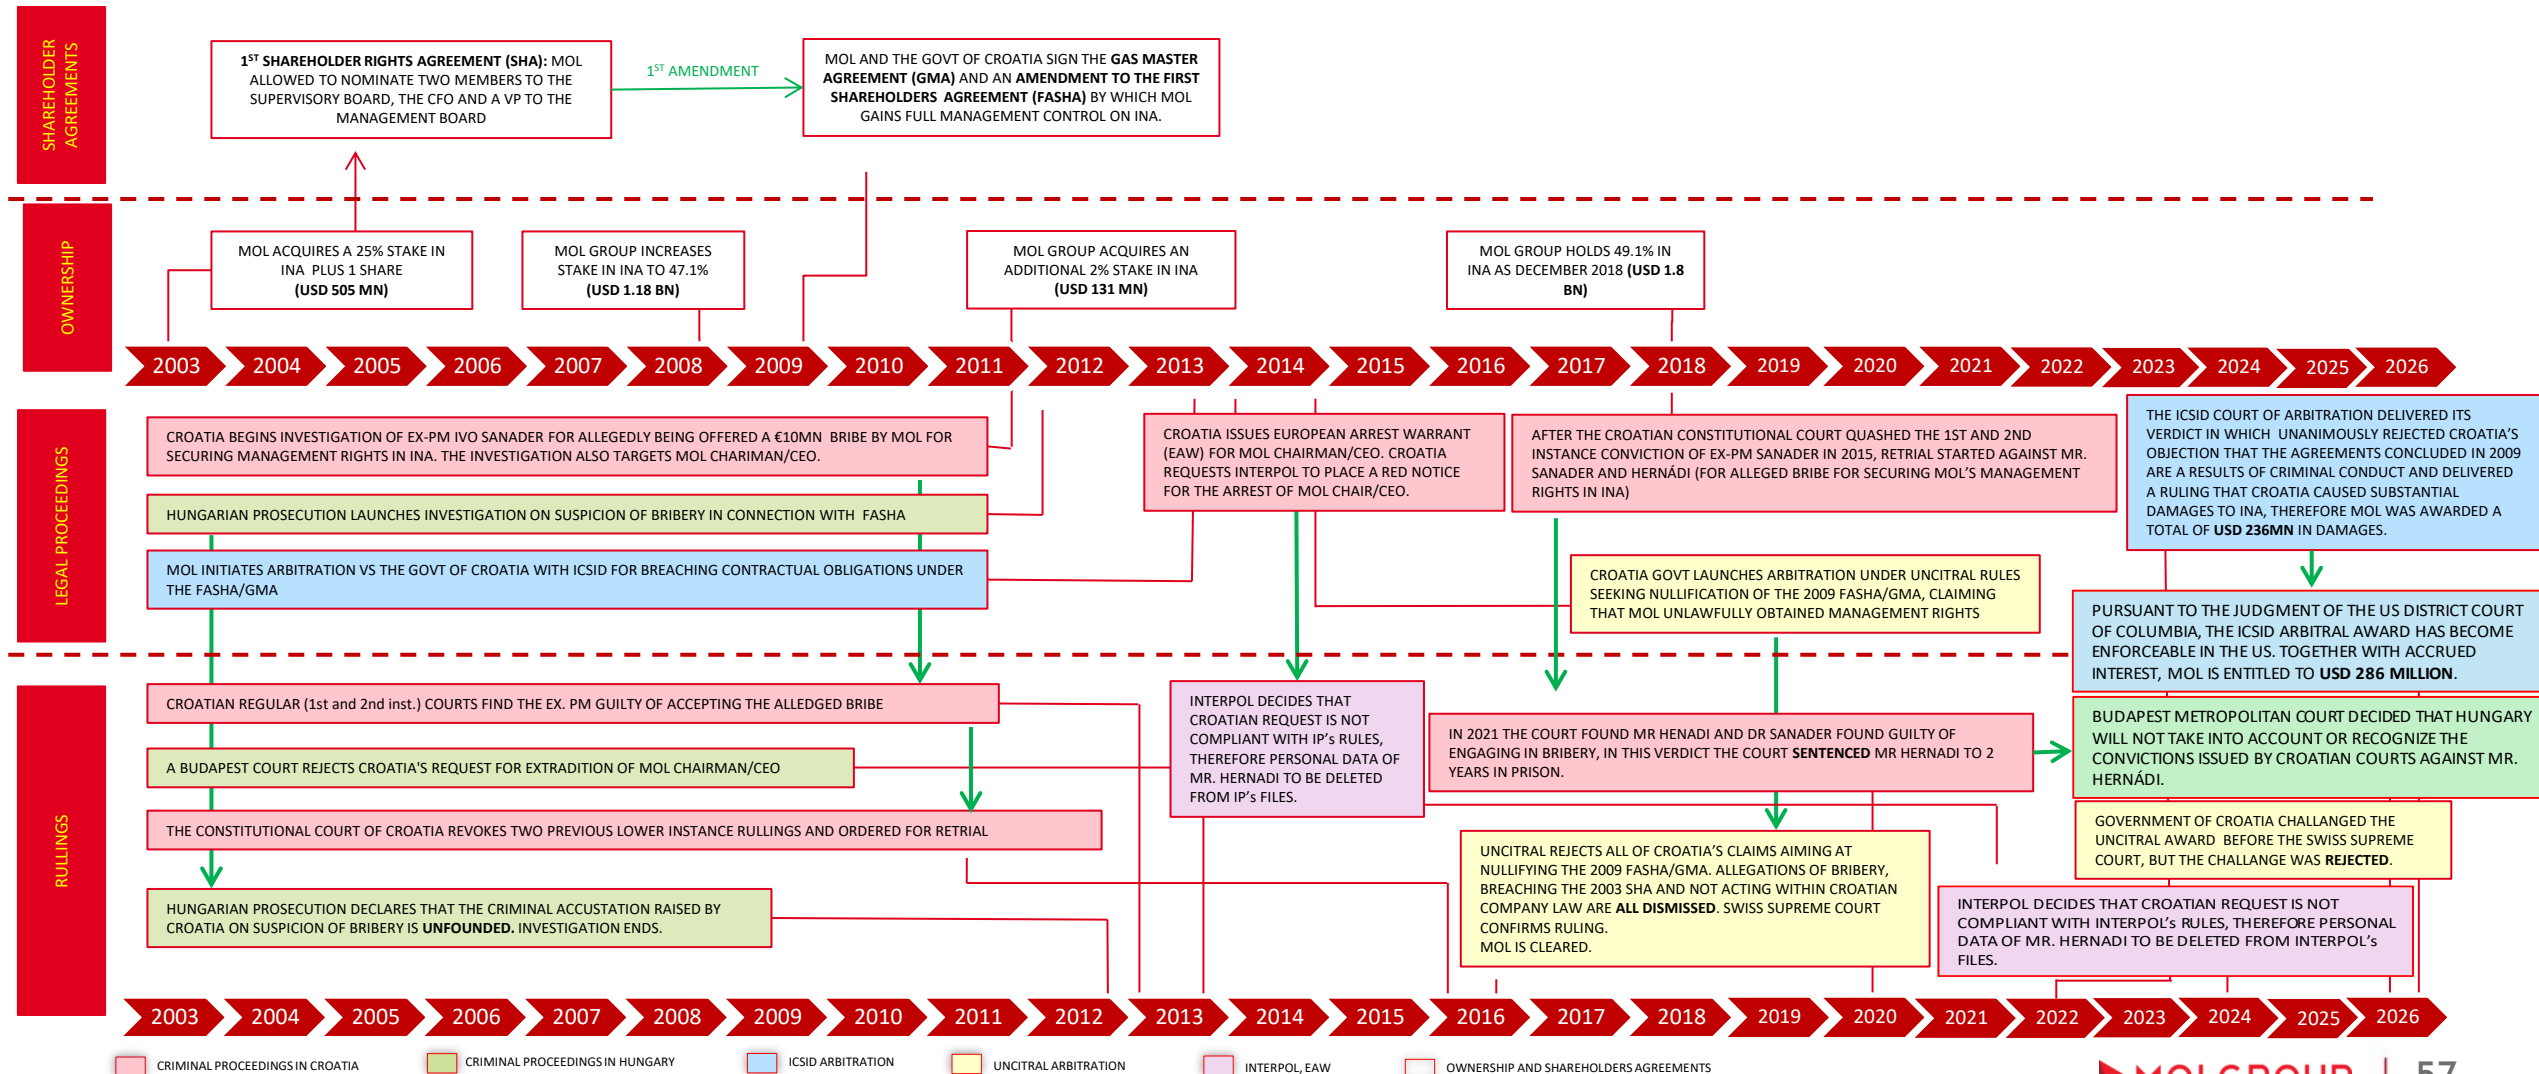 SHAREHOLDER
AGREEMENTS
1ST SHAREHOLDER RIGHTS AGREEMENT (SHA): MOL
ALLOWED TO NOMINATE TWO MEMBERS TO THE
SUPERVISORY BOARD, THE CFO AND A VP TO THE
MANAGEMENT BOARD
1ST AMENDMENT
MOL AND THE GOVT OF CROATIA SIGN THE GAS MASTER
AGREEMENT (GMA) AND AN AMENDMENT TO THE FIRST
SHAREHOLDERS AGREEMENT (FASHA) BY WHICH MOL
GAINS FULL MANAGEMENT CONTROL ON INA.
OWNERSHIP
MOL ACQUIRES A 25% STAKE IN
INA PLUS 1 SHARE
(USD 505 MN)
MOL GROUP INCREASES
STAKE IN INA TO 47.1%
(USD 1.18 BN)
MOL GROUP ACQUIRES AN
ADDITIONAL 2% STAKE IN INA
(USD 131 MN)
MOL GROUP HOLDS 49.1% IN
INA AS DECEMBER 2018 (USD 1.8
BN)
2003 2004 2005 2006 2007 2008 2009 2010 2011 2012 2013 2014 2015 2016 2017 2018 2019 2020 2021 2022 2023 2024 2025 2026
LEGAL PROCEEDINGS
CROATIA BEGINS INVESTIGATION OF EX-PM IVO SANADER FOR ALLEGEDLY BEING OFFERED A €10MN BRIBE BY MOL FOR
SECURING MANAGEMENT RIGHTS IN INA. THE INVESTIGATION ALSO TARGETS MOL CHARIMAN/CEO.
HUNGARIAN PROSECUTION LAUNCHES INVESTIGATION ON SUSPICION OF BRIBERY IN CONNECTION WITH FASHA
MOL INITIATES ARBITRATION VS THE GOVT OF CROATIA WITH ICSID FOR BREACHING CONTRACTUAL OBLIGATIONS UNDER
THE FASHA/GMA
CROATIA ISSUES EUROPEAN ARREST WARRANT
(EAW) FOR MOL CHAIRMAN/CEO. CROATIA
REQUESTS INTERPOL TO PLACE A RED NOTICE
FOR THE ARREST OF MOL CHAIR/CEO.
AFTER THE CROATIAN CONSTITUTIONAL COURT QUASHED THE 1ST AND 2ND
INSTANCE CONVICTION OF EX-PM SANADER IN 2015, RETRIAL STARTED AGAINST MR.
SANADER AND HERNÁDI (FOR ALLEGED BRIBE FOR SECURING MOL'S MANAGEMENT
RIGHTS IN INA)
CROATIA GOVT LAUNCHES ARBITRATION UNDER UNCITRAL RULES
SEEKING NULLIFICATION OF THE 2009 FASHA/GMA, CLAIMING
THAT MOL UNLAWFULLY OBTAINED MANAGEMENT RIGHTS
THE ICSID COURT OF ARBITRATION DELIVERED ITS
VERDICT IN WHICH UNANIMOUSLY REJECTED CROATIA'S
OBJECTION THAT THE AGREEMENTS CONCLUDED IN 2009
ARE A RESULTS OF CRIMINAL CONDUCT AND DELIVERED
A RULING THAT CROATIA CAUSED SUBSTANTIAL
DAMAGES TO INA, THEREFORE MOL WAS AWARDED A
TOTAL OF USD 236MN IN DAMAGES.
PURSUANT TO THE JUDGMENT OF THE US DISTRICT COURT
OF COLUMBIA, THE ICSID ARBITRAL AWARD HAS BECOME
ENFORCEABLE IN THE US. TOGETHER WITH ACCRUED
INTEREST, MOL IS ENTITLED TO USD 286 MILLION.
RULLINGS
CROATIAN REGULAR (1st and 2nd inst.) COURTS FIND THE EX. PM GUILTY OF ACCEPTING THE ALLEDGED BRIBE
A BUDAPEST COURT REJECTS CROATIA'S REQUEST FOR EXTRADITION OF MOL CHAIRMAN/CEO
THE CONSTITUTIONAL COURT OF CROATIA REVOKES TWO PREVIOUS LOWER INSTANCE RULLINGS AND ORDERED FOR RETRIAL
HUNGARIAN PROSECUTION DECLARES THAT THE CRIMINAL ACCUSTATION RAISED BY
CROATIA ON SUSPICION OF BRIBERY IS UNFOUNDED. INVESTIGATION ENDS.
INTERPOL DECIDES THAT
CROATIAN REQUEST IS NOT
COMPLIANT WITH IP's RULES,
THEREFORE PERSONAL DATA OF
MR. HERNADI TO BE DELETED
FROM IP's FILES.
IN 2021 THE COURT FOUND MR HENADI AND DR SANADER FOUND GUILTY OF
ENGAGING IN BRIBERY, IN THIS VERDICT THE COURT SENTENCED MR HERNADI TO 2
YEARS IN PRISON.
UNCITRAL REJECTS ALL OF CROATIA'S CLAIMS AIMING AT
NULLIFYING THE 2009 FASHA/GMA. ALLEGATIONS OF BRIBERY,
BREACHING THE 2003 SHA AND NOT ACTING WITHIN CROATIAN
COMPANY LAW ARE ALL DISMISSED. SWISS SUPREME COURT
CONFIRMS RULING.
MOL IS CLEARED.
BUDAPEST METROPOLITAN COURT DECIDED THAT HUNGARY
WILL NOT TAKE INTO ACCOUNT OR RECOGNIZE THE
CONVICTIONS ISSUED BY CROATIAN COURTS AGAINST MR.
HERNÁDI.
GOVERNMENT OF CROATIA CHALLANGED THE
UNCITRAL AWARD BEFORE THE SWISS SUPREME
COURT, BUT THE CHALLANGE WAS REJECTED.
INTERPOL DECIDES THAT CROATIAN REQUEST IS NOT
COMPLIANT WITH INTERPOL's RULES, THEREFORE PERSONAL
DATA OF MR. HERNADI TO BE DELETED FROM INTERPOL's
FILES.
2003 2004 2005 2006 2007 2008 2009 2010 2011 2012 2013 2014 2015 2016 2017 2018 2019 2020 2021 2022 2023 2024 2025 2026
CRIMINAL PROCEEDINGS IN CROATIA
CRIMINAL PROCEEDINGS IN HUNGARY
ICSID ARBITRATION
UNCITRAL ARBITRATION
INTERPOL, EAW
OWNERSHIP AND SHAREHOLDERS AGREEMENTS
MOLGROUP
57